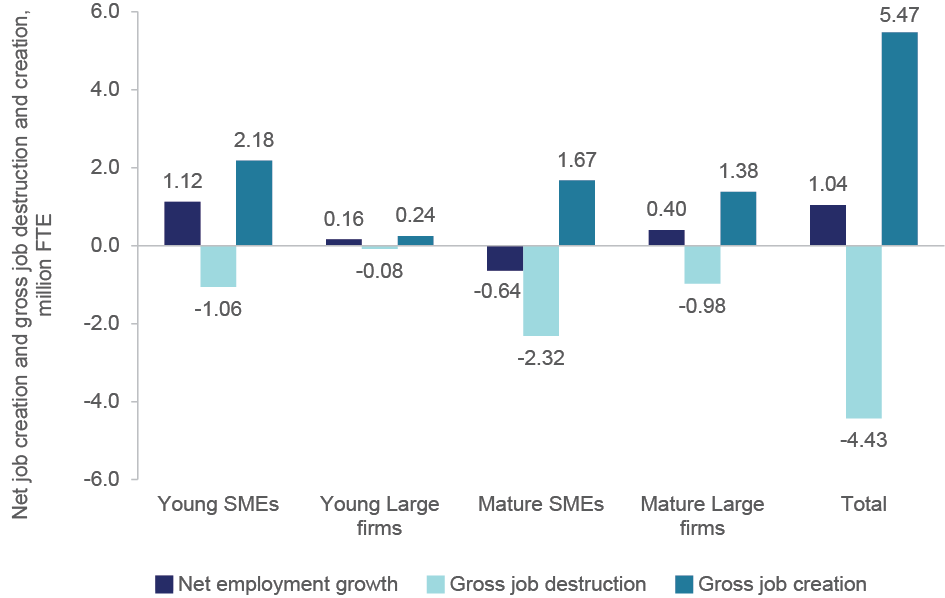 Net job creation and gross job destruction and creation,
million FTE
6.0
4.0
2.0
0.0
-2.0
-4.0
-6.0
1.12
-1.06
2.18
0.16
-0.08
0.24
-0.64
-2.32
1.67
0.40
-0.98
1.38
1.04
-4.43
5.47
Young SMEs
Young Large
firms
Mature SMEs
Mature Large
firms
Total
Net employment growth
Gross job destruction
Gross job creation